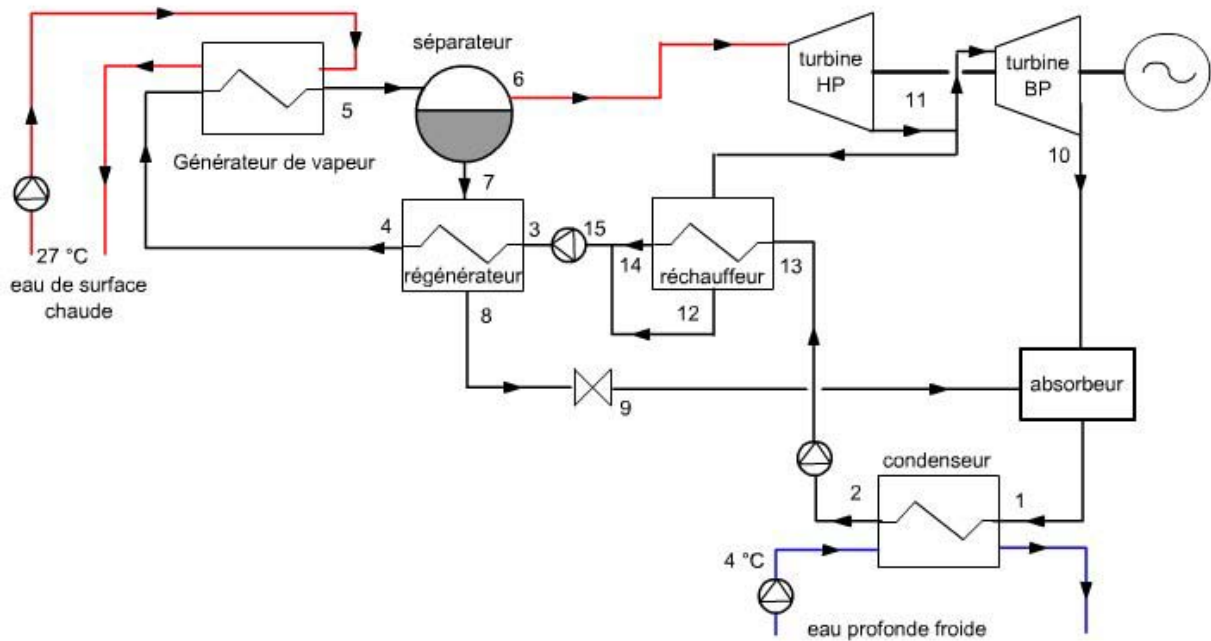 séparateur
6
turbine
HP
11
turbine
BP
10
5
Générateur de vapeur
7
4
3
15
14
13
régénérateur
réchauffeur
12
8
27 °C
eau de surface
chaude
9
absorbeur
condenseur
2
1
4 °C
eau profonde froide